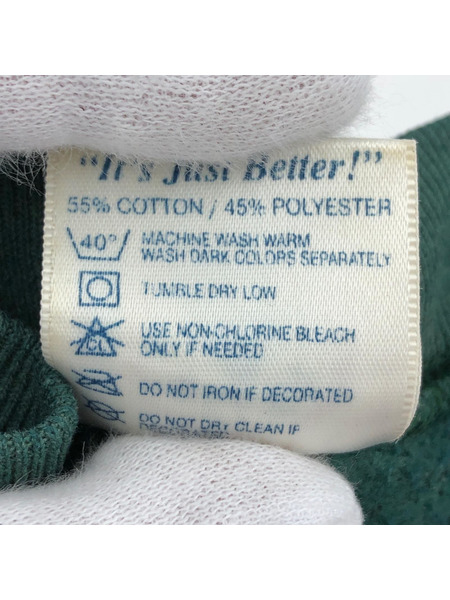 "It's Just Better!"
55% COTTON / 45% POLYESTER
40° MACHINE WASH WARM
WASH DARK COLORS SEPARATELY
TUMBLE DRY LOW
CL USE NON-CHLORINE BLEACH
ONLY IF NEEDED
DO NOT IRON IF DECORATED
DO NOT DRY CLEAN IF
DECORATED